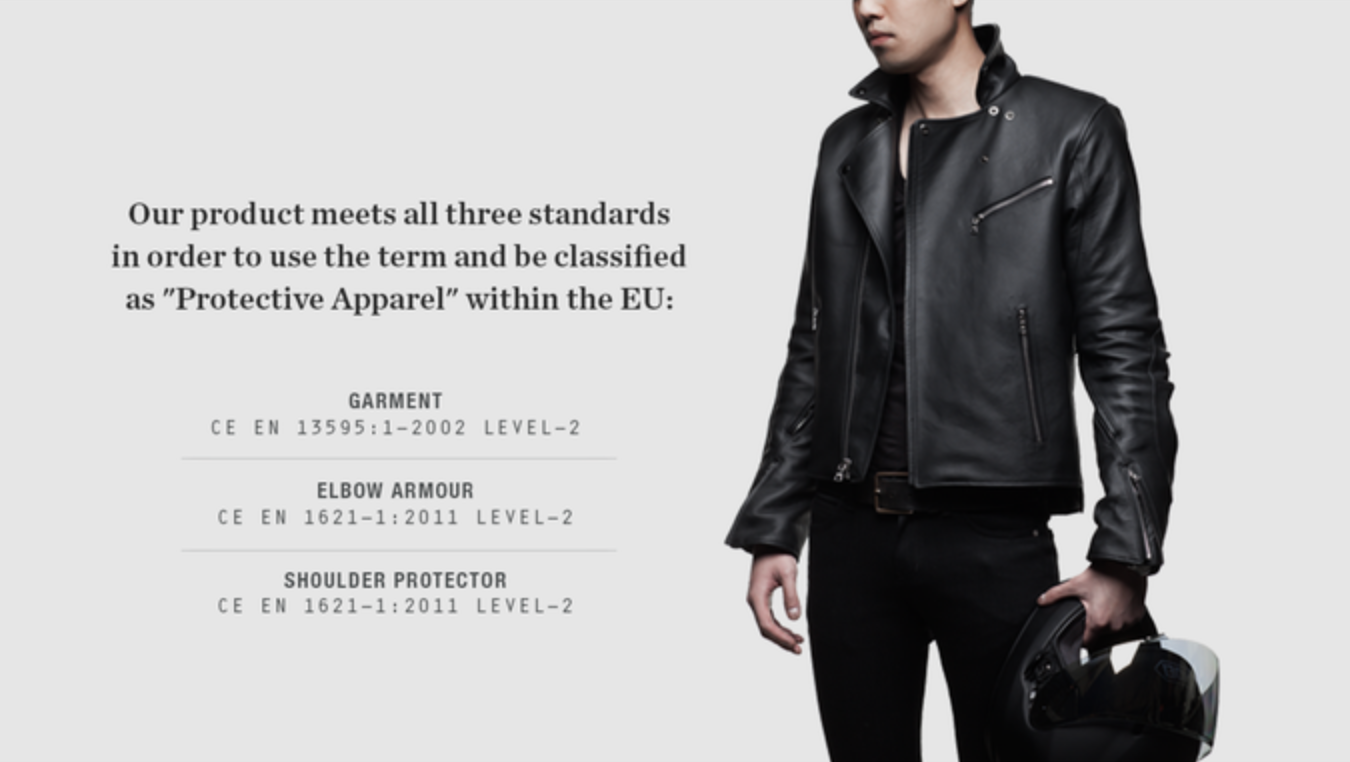 Our product meets all three standards
in order to use the term and be classified
as "Protective Apparel" within the EU:
GARMENT
CE EN 13595:1-2002 LEVEL-2
ELBOW ARMOUR
CE EN 1621-1:2011 LEVEL-2
SHOULDER PROTECTOR
CE EN 1621-1:2011 LEVEL-2